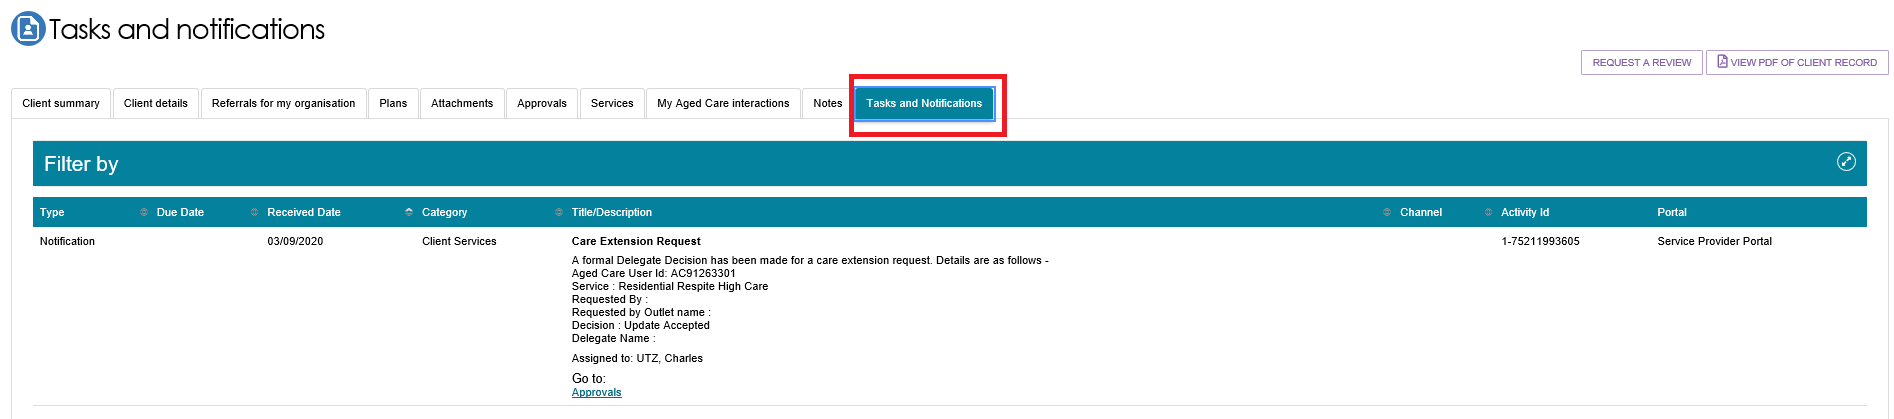 Tasks and notifications
REQUEST A REVIEW VIEW PDF OF CLIENT RECORD
Client summary Client details Referrals for my organisation Plans Attachments Approvals Services My Aged Care interactions Notes Tasks and Notifications
Filter by
Type Due Date Received Date Category Title/Description Channel Activity Id Portal
Notification 03/09/2020 Client Services Care Extension Request 1-75211993605 Service Provider Portal
A formal Delegate Decision has been made for a care extension request. Details are as follows -
Aged Care User Id: AC91263301
Service : Residential Respite High Care
Requested By :
Requested by Outlet name :
Decision : Update Accepted
Delegate Name :
Assigned to: UTZ, Charles
Go to:
Approvals